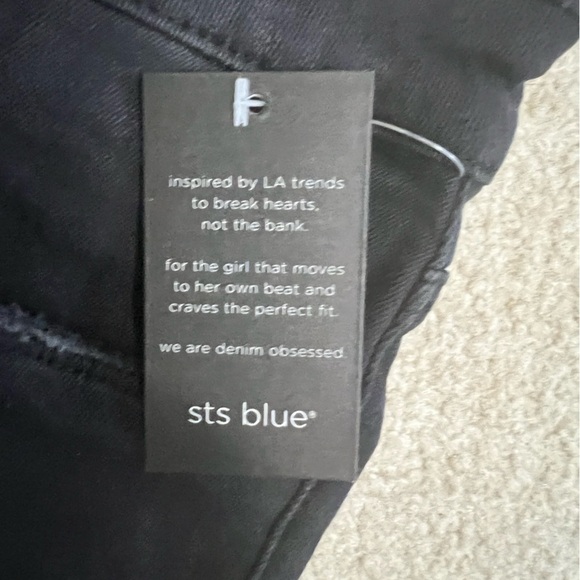 inspired by LA trends
to break hearts,
not the bank.
for the girl that moves
to her own beat and
craves the perfect fit.
we are denim obsessed.
sts blue®